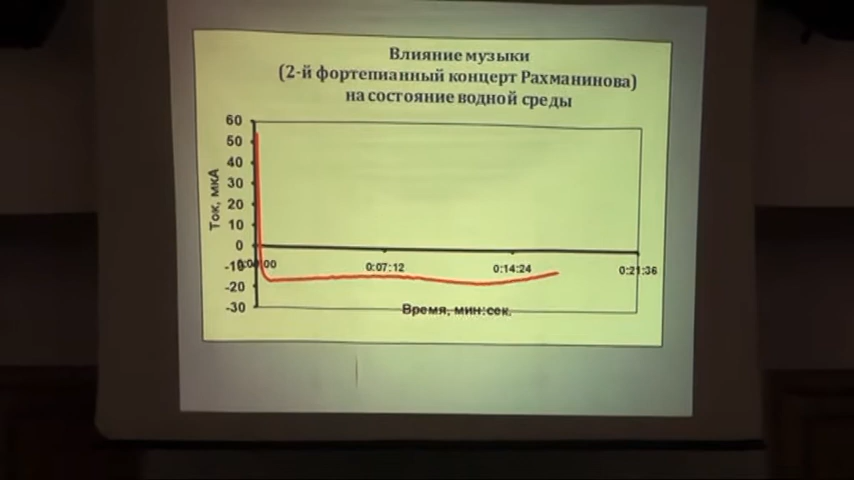 Влияние музыки
(2-й фортепианный концерт Рахманинова)
на состояние водной среды
60
50
40
30
20
10
0
-10
-20
-30
Ток, мкА
0:00:00
0:07:12
0:14:24
0:21:36
Время, мин:сек.